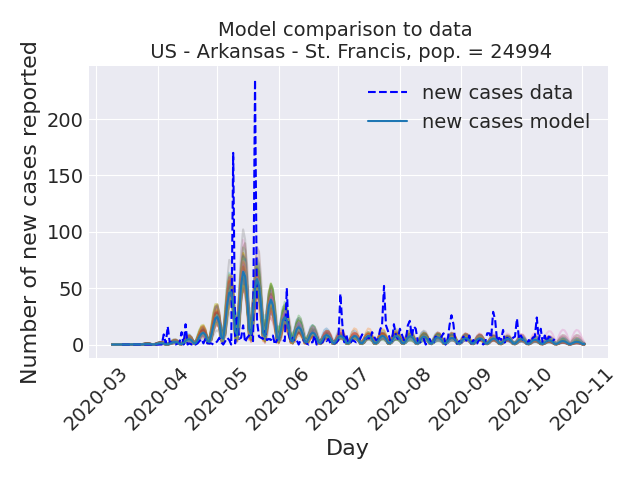 Model comparison to data
US - Arkansas - St. Francis, pop. = 24994
new cases data
new cases model
Number of new cases reported
200
150
100
50
0
2020-03
2020-04
2020-05
2020-06
2020-07
2020-08
2020-09
2020-10
2020-11
Day